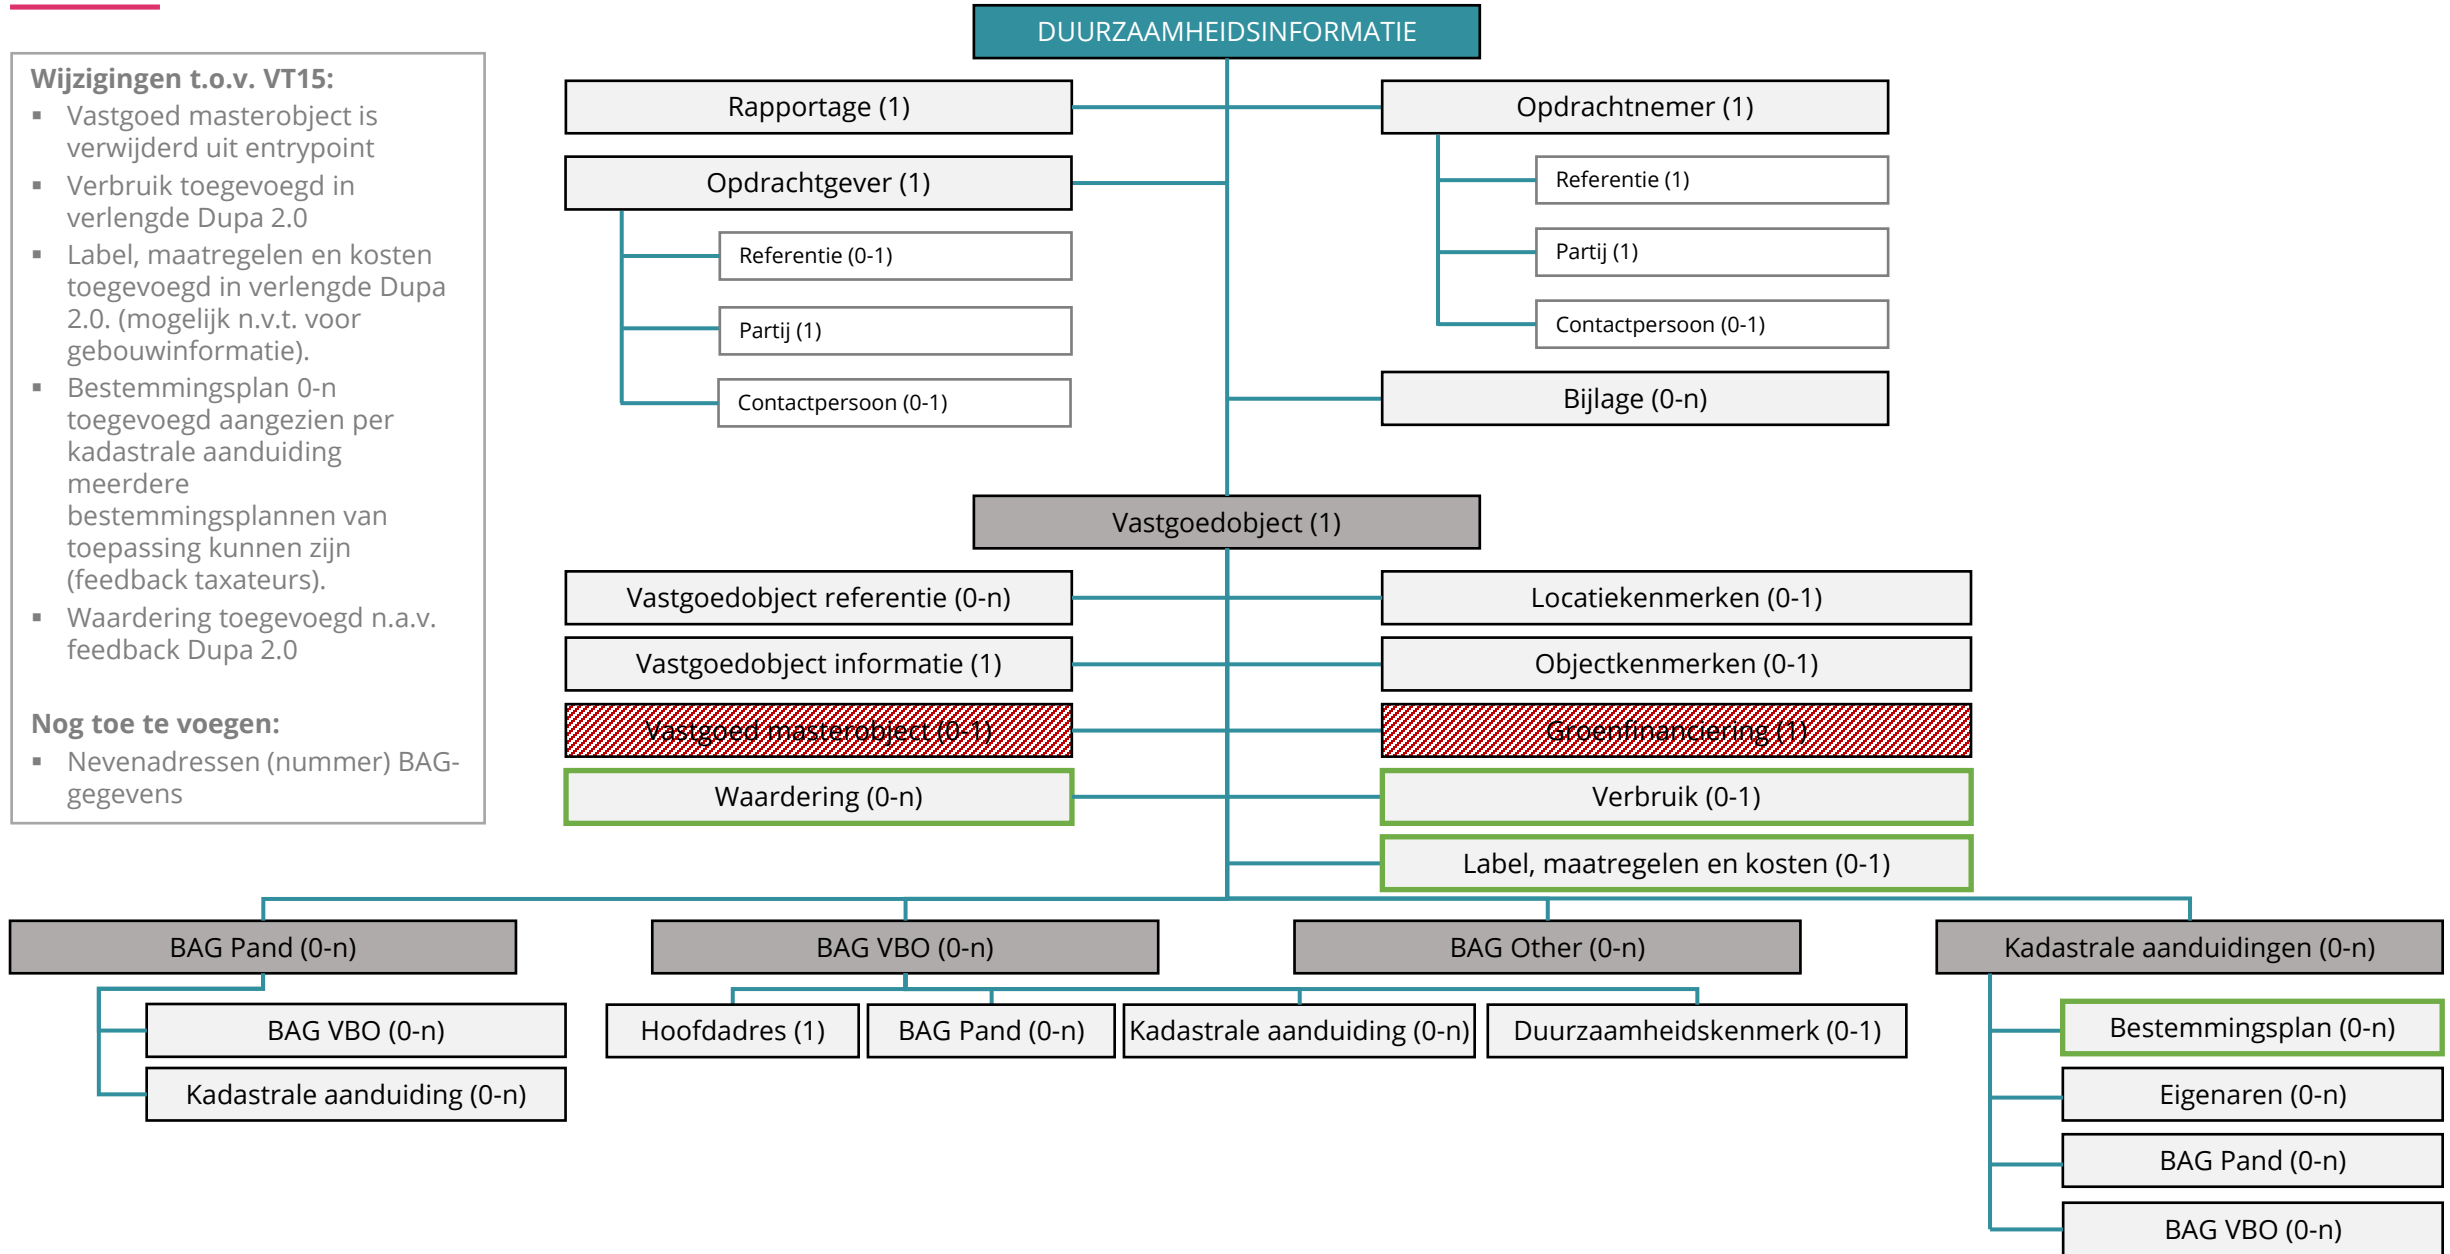 DUURZAAMHEIDSINFORMATIE
Wijzigingen t.o.v. VT15:
▪ Vastgoed masterobject is
verwijderd uit entrypoint
▪ Verbruik toegevoegd in
verlengde Dupa 2.0
▪ Label, maatregelen en kosten
toegevoegd in verlengde Dupa
2.0. (mogelijk n.v.t. voor
gebouwinformatie).
▪ Bestemmingsplan 0-n
toegevoegd aangezien per
kadastrale aanduiding
meerdere
bestemmingsplannen van
toepassing kunnen zijn
(feedback taxateurs).
▪ Waardering toegevoegd n.a.v.
feedback Dupa 2.0
Nog toe te voegen:
▪ Nevenadressen (nummer) BAG-
gegevens
Rapportage (1)
Opdrachtgever (1)
Referentie (0-1)
Partij (1)
Contactpersoon (0-1)
Opdrachtnemer (1)
Referentie (1)
Partij (1)
Contactpersoon (0-1)
Bijlage (0-n)
Vastgoedobject (1)
Vastgoedobject referentie (0-n)
Locatiekenmerken (0-1)
Vastgoedobject informatie (1)
Objectkenmerken (0-1)
Vastgoed masterobject (0-1)
Groenfinanciering (1)
Waardering (0-n)
Verbruik (0-1)
Label, maatregelen en kosten (0-1)
BAG Pand (0-n)
BAG VBO (0-n)
Kadastrale aanduiding (0-n)
BAG VBO (0-n)
Hoofdadres (1)
BAG Pand (0-n)
Kadastrale aanduiding (0-n)
Duurzaamheidskenmerk (0-1)
BAG Other (0-n)
Kadastrale aanduidingen (0-n)
Bestemmingsplan (0-n)
Eigenaren (0-n)
BAG Pand (0-n)
BAG VBO (0-n)